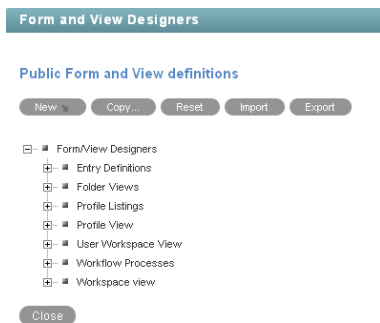 Form and View Designers
Public Form and View definitions
New Copy... Reset Import Export
Form/View Designers
Entry Definitions
Folder Views
Profile Listings
Profile View
User Workspace View
Workflow Processes
Workspace view
Close